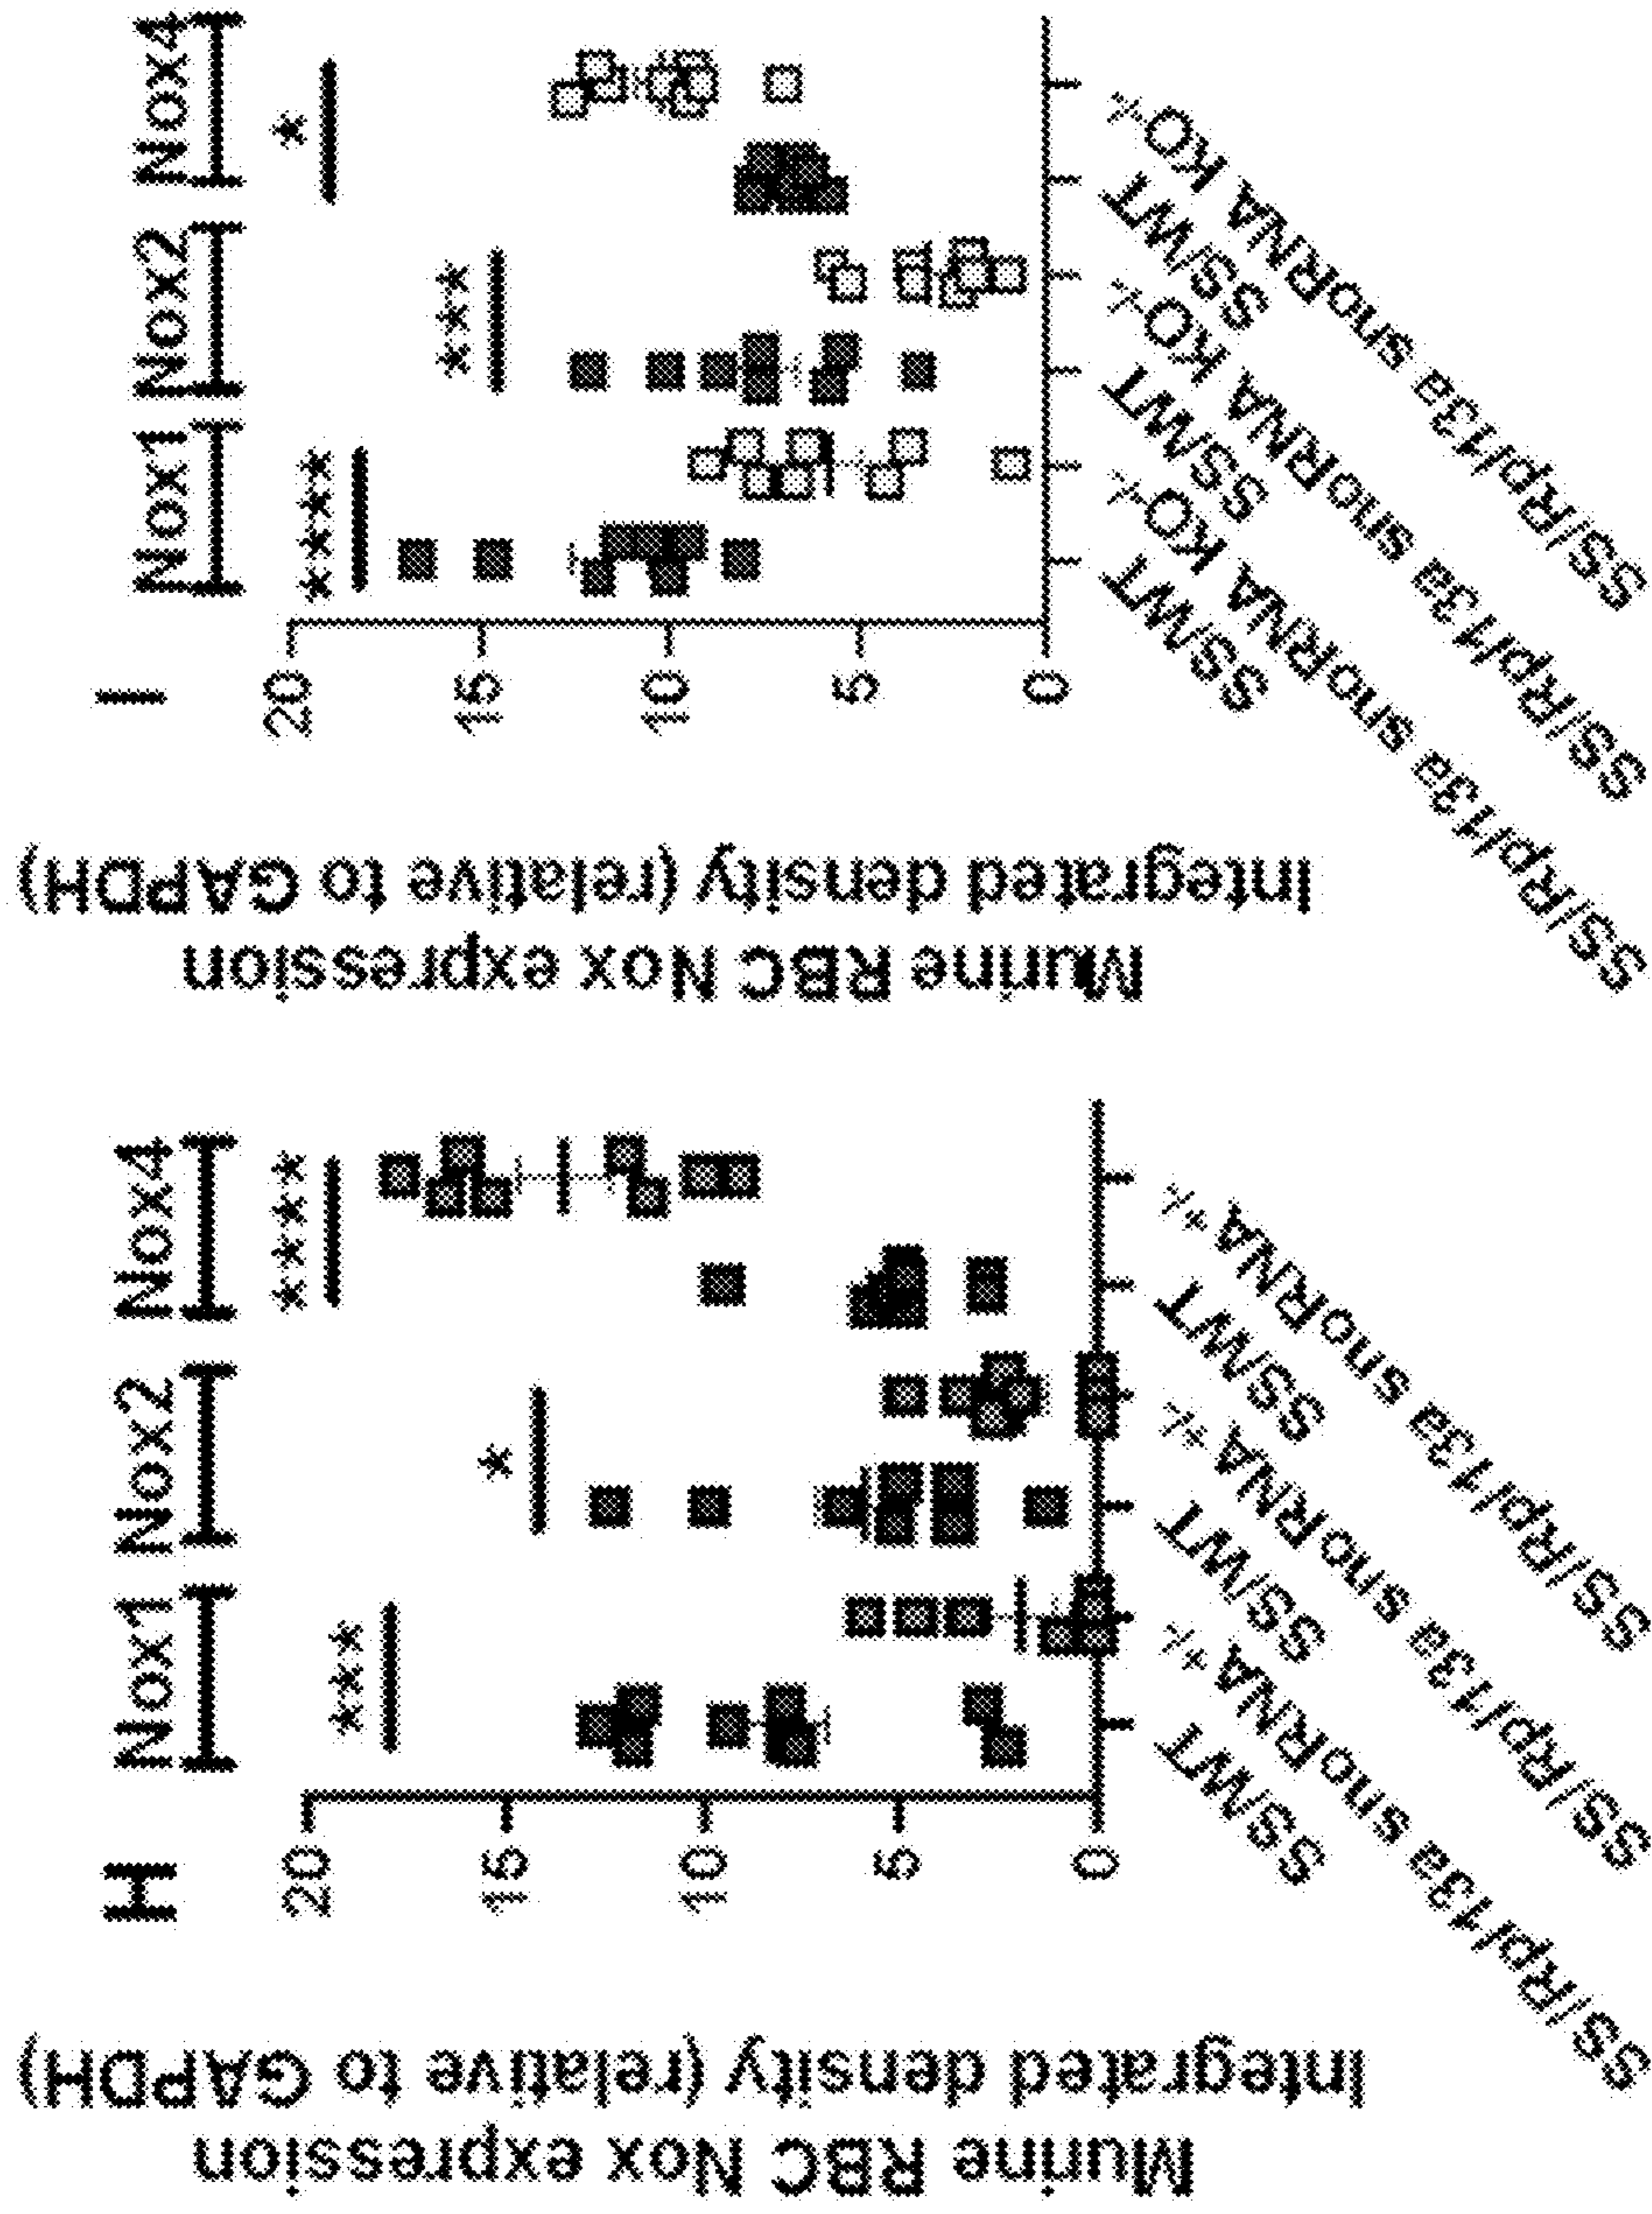 H
Murine RBC Nox expression
Integrated density (relative to GAPDH)
Nox1 Nox2 Nox4
*** * ****
20
15
10
5
0
SS/WT
SS/Rpl13a snoRNA +/-
SS/WT
SS/Rpl13a snoRNA +/-
SS/WT
SS/Rpl13a snoRNA +/-
I
Murine RBC Nox expression
Integrated density (relative to GAPDH)
Nox1 Nox2 Nox4
**** *** *
20
15
10
5
0
SS/WT
SS/Rpl13a snoRNA KO-/-
SS/WT
SS/Rpl13a snoRNA KO-/-
SS/WT
SS/Rpl13a snoRNA KO-/-